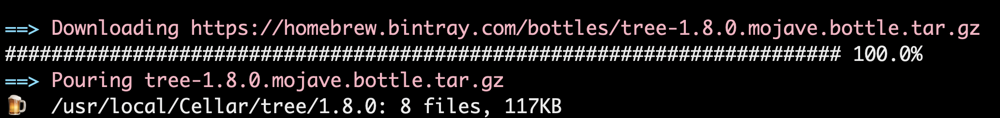 ==> Downloading https://homebrew.bintray.com/bottles/tree-1.8.0.mojave.bottle.tar.gz
######################################################################## 100.0%
==> Pouring tree-1.8.0.mojave.bottle.tar.gz
🍺  /usr/local/Cellar/tree/1.8.0: 8 files, 117KB